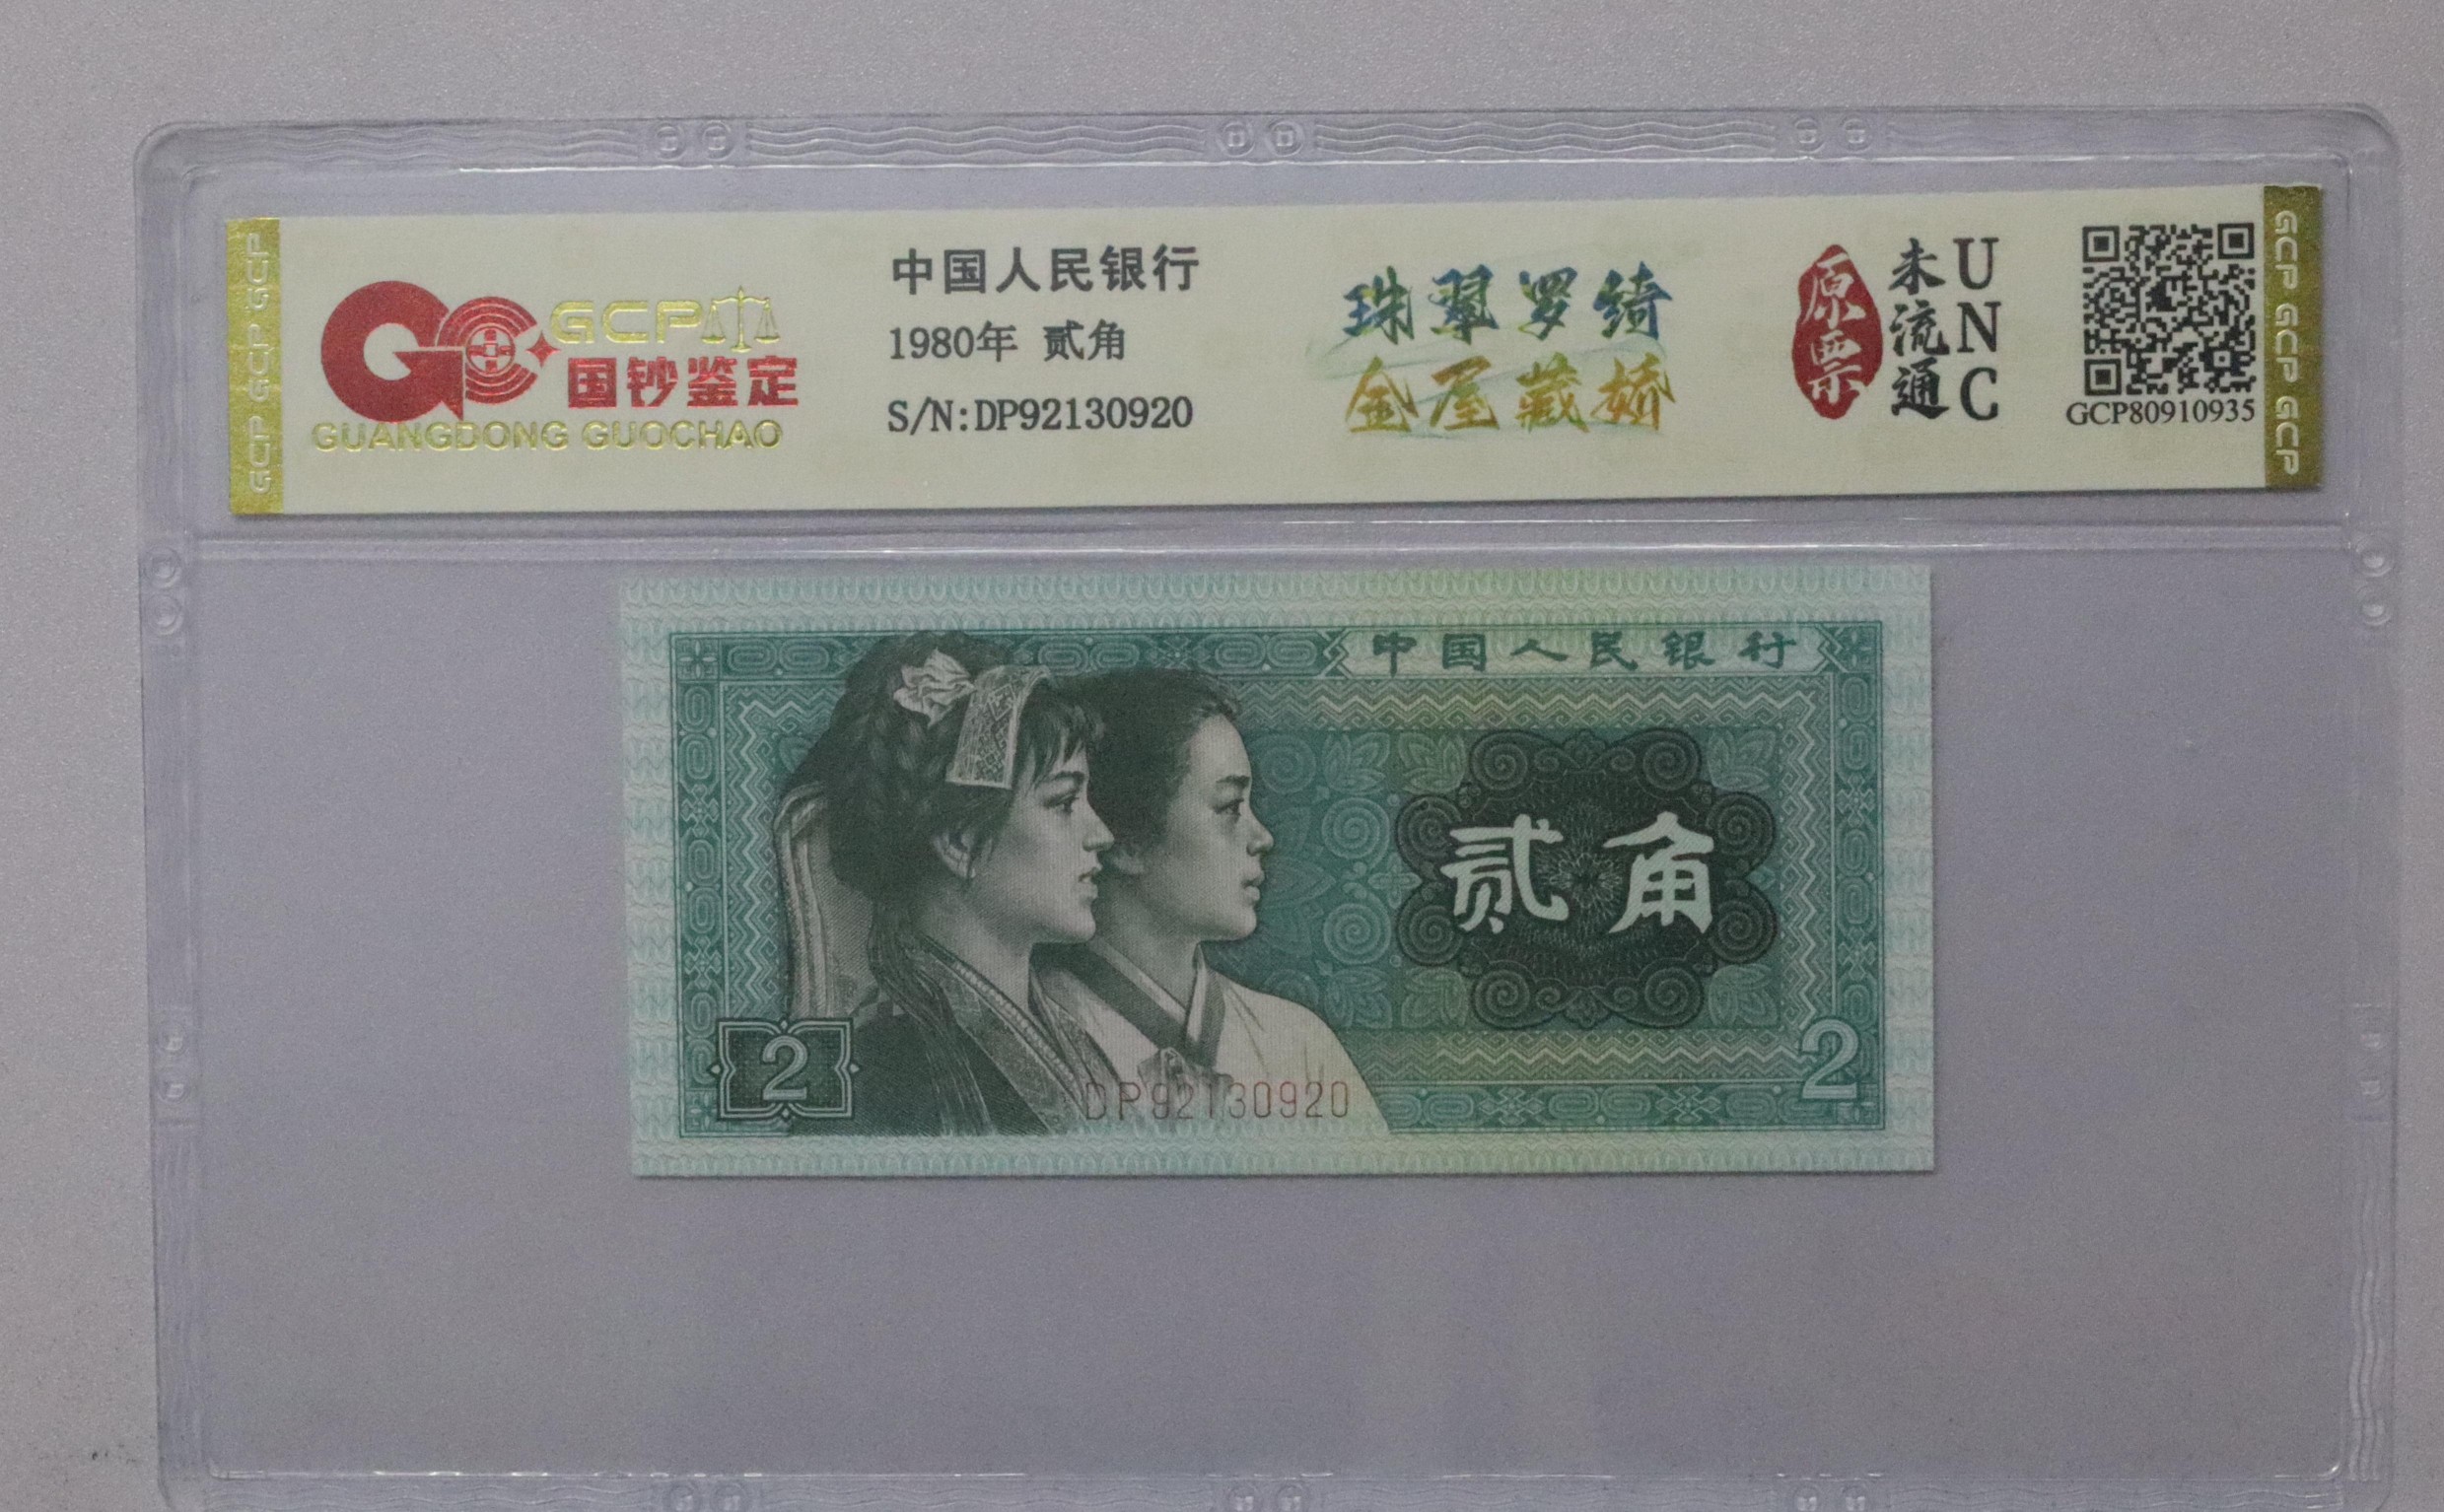 GCP GCP GCP
GCP
国钞鉴定
GUANGDONG GUOCHAO
中国人民银行
1980年 贰角
S/N:DP92130920
珠翠罗绮
金屋藏娇
原票
未流通
UNC
GCP80910935
GCP GCP GCP
中国人民银行
贰角
2
DP92130920
2